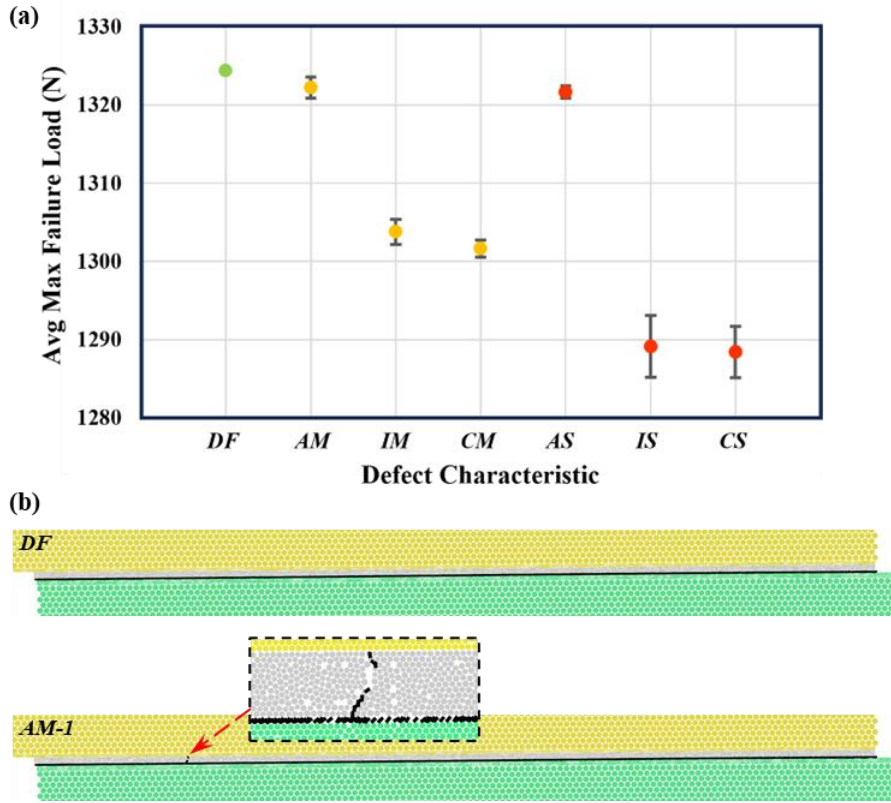 (a)
1330
1320
1310
1300
1290
1280
Avg Max Failure Load (N)
DF AM IM CM AS IS CS
Defect Characteristic
(b)
DF
AM-1